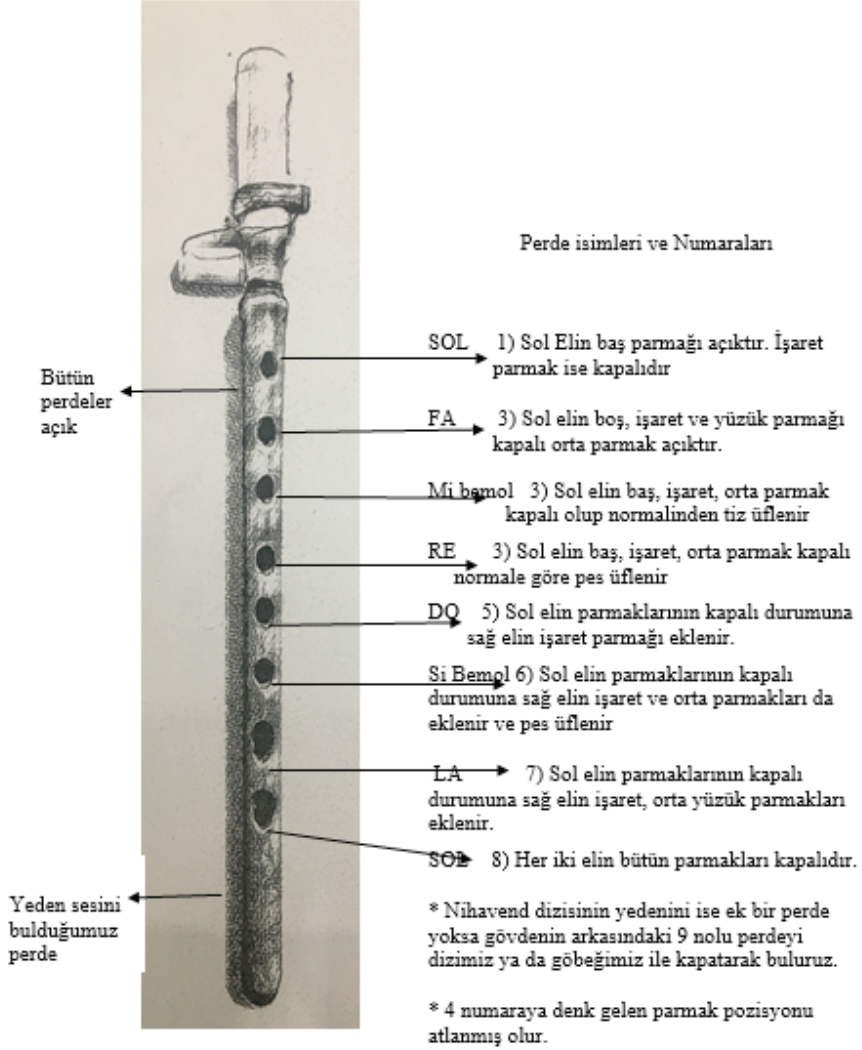 Perde isimleri ve Numaraları
SOL 1) Sol Elin baş parmağı açıktır. İşaret
parmak ise kapalıdır
Bütün
perdeler
açık
FA 3) Sol elin boş, işaret ve yüzük parmağı
kapalı orta parmak açıktır.
Mi bemol 3) Sol elin baş, işaret, orta parmak
kapalı olup normalinden tiz üflenir
RE 3) Sol elin baş, işaret, orta parmak kapalı
normale göre pes üflenir
DO 5) Sol elin parmaklarının kapalı durumuna
sağ elin işaret parmağı eklenir.
Si Bemol 6) Sol elin parmaklarının kapalı
durumuna sağ elin işaret ve orta parmakları da
eklenir ve pes üflenir
LA 7) Sol elin parmaklarının kapalı
durumuna sağ elin işaret, orta yüzük parmakları
eklenir.
SOL 8) Her iki elin bütün parmakları kapalıdır.
Yeden sesini
bulduğumuz
perde
* Nihavend dizisinin yedenini ise ek bir perde
yoksa gövdenin arkasındaki 9 nolu perdeyi
dizimiz ya da göbeğimiz ile kapatarak buluruz.
* 4 numaraya denk gelen parmak pozisyonu
atlanmış olur.